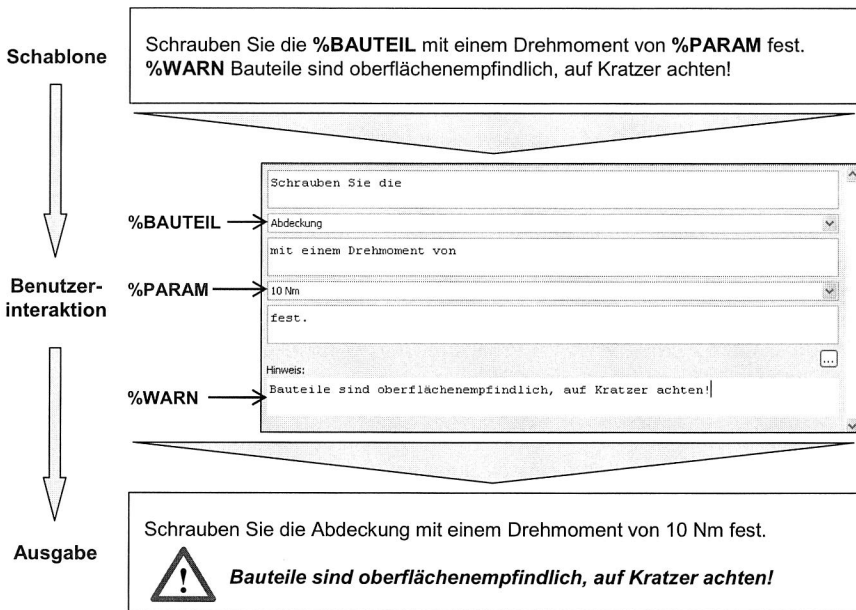 Schablone
Schrauben Sie die %BAUTEIL mit einem Drehmoment von %PARAM fest.
%WARN Bauteile sind oberflächenempfindlich, auf Kratzer achten!
Benutzer-
interaktion
%BAUTEIL
%PARAM
%WARN
Schrauben Sie die
Abdeckung
mit einem Drehmoment von
10 Nm
fest.
...
Hinweis:
Bauteile sind oberflächenempfindlich, auf Kratzer achten!
Ausgabe
Schrauben Sie die Abdeckung mit einem Drehmoment von 10 Nm fest.
! Bauteile sind oberflächenempfindlich, auf Kratzer achten!